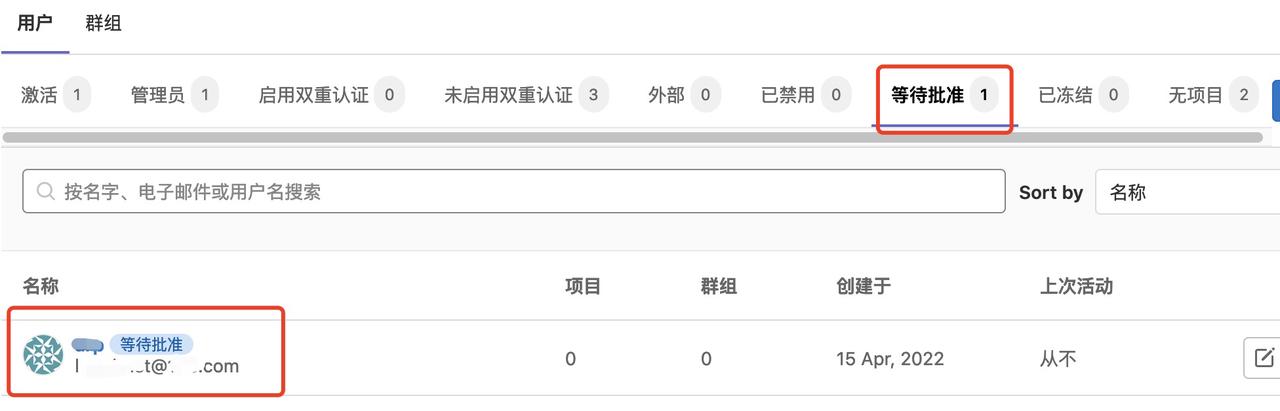 用户 群组
激活 1 管理员 1 启用双重认证 0 未启用双重认证 3 外部 0 已禁用 0 等待批准 1 已冻结 0 无项目 2
按名字、电子邮件或用户名搜索 Sort by 名称
名称 项目 群组 创建于 上次活动
等待批准
.com 0 0 15 Apr, 2022 从不